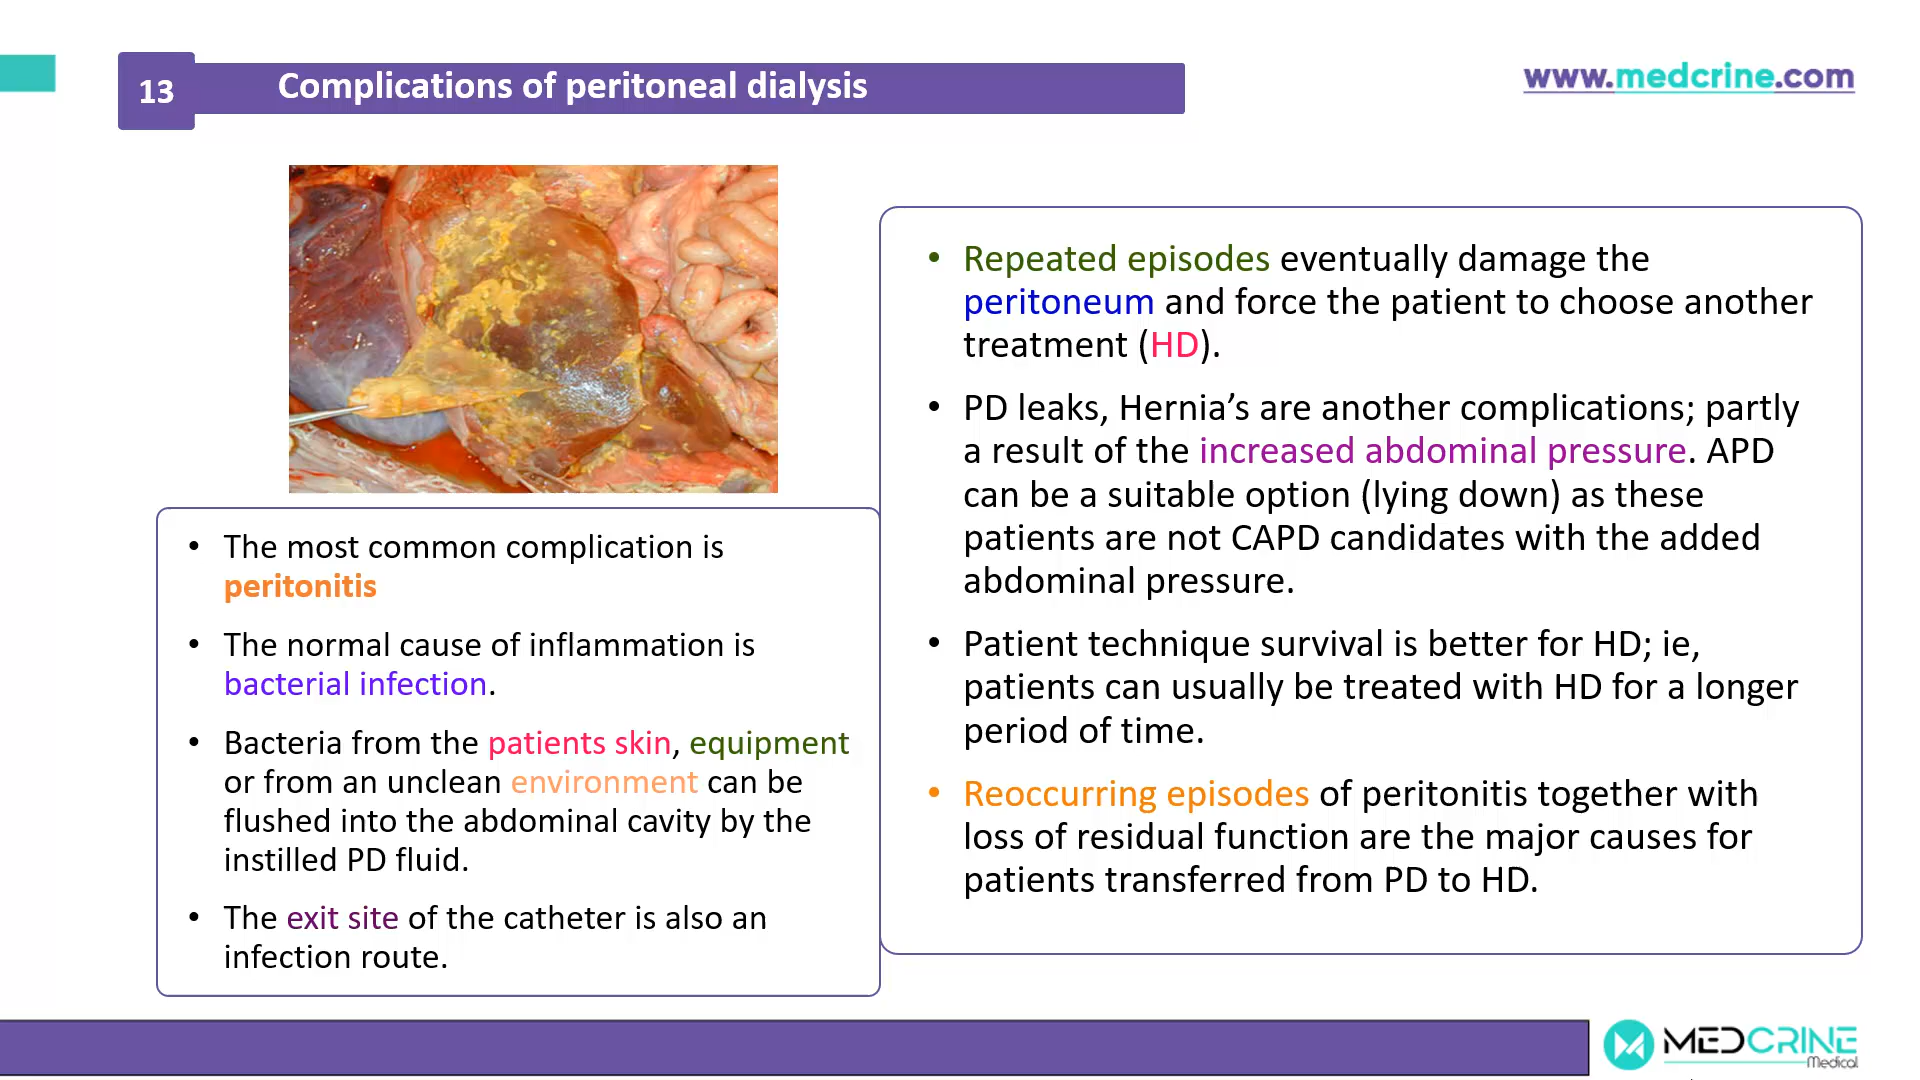 13
Complications of peritoneal dialysis
www.medcrine.com
• The most common complication is
peritonitis
• The normal cause of inflammation is
bacterial infection.
• Bacteria from the patients skin, equipment
or from an unclean environment can be
flushed into the abdominal cavity by the
instilled PD fluid.
• The exit site of the catheter is also an
infection route.
• Repeated episodes eventually damage the
peritoneum and force the patient to choose another
treatment (HD).
• PD leaks, Hernia’s are another complications; partly
a result of the increased abdominal pressure. APD
can be a suitable option (lying down) as these
patients are not CAPD candidates with the added
abdominal pressure.
• Patient technique survival is better for HD; ie,
patients can usually be treated with HD for a longer
period of time.
• Reoccurring episodes of peritonitis together with
loss of residual function are the major causes for
patients transferred from PD to HD.
MEDCRINE
Medical